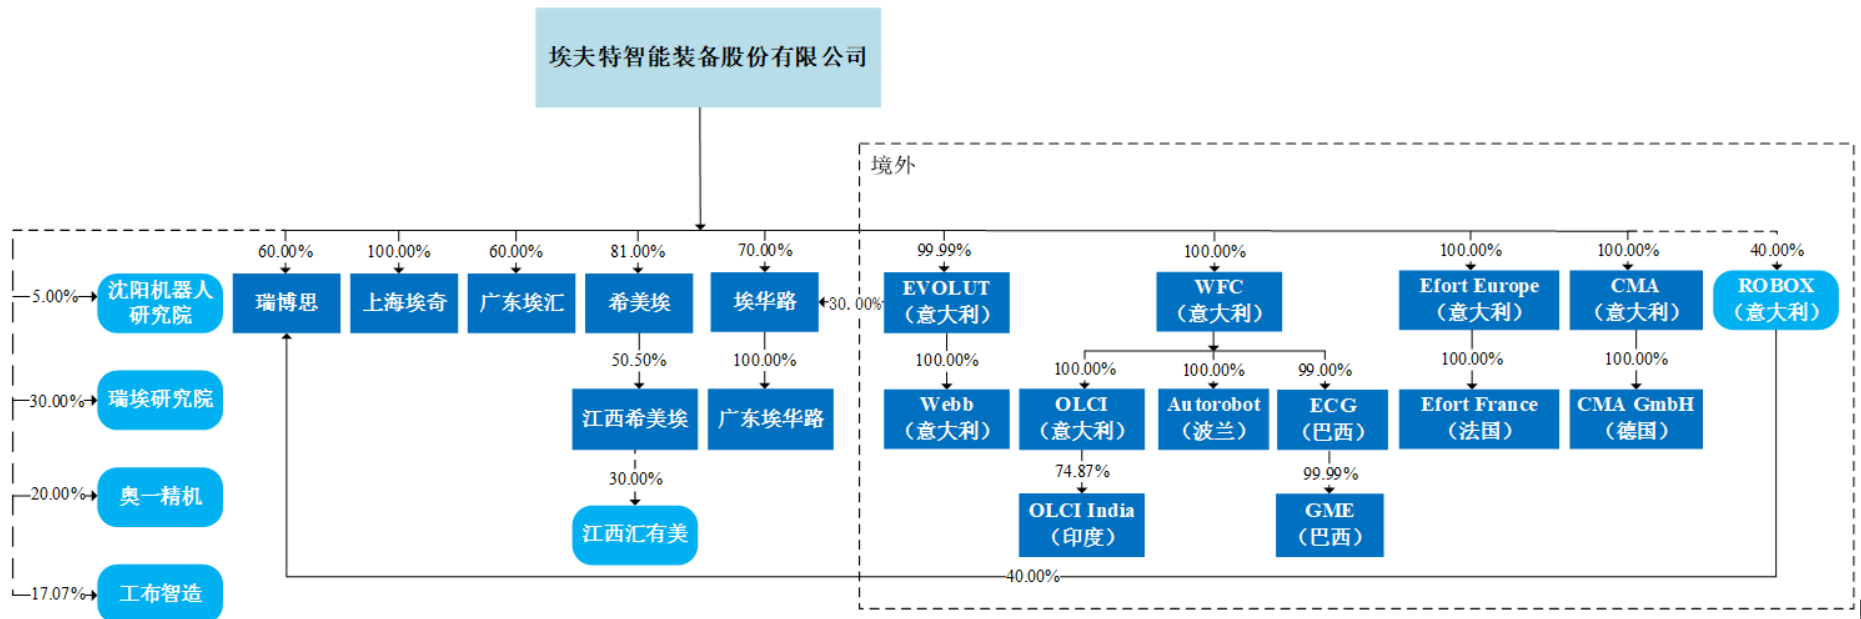 埃夫特智能装备股份有限公司
境外
60.00%
100.00%
60.00%
81.00%
70.00%
99.99%
100.00%
100.00%
100.00%
40.00%
5.00%
沈阳机器人
研究院
瑞博思
上海埃奇
广东埃汇
希美埃
埃华路
30.00%
EVOLUT
（意大利）
WFC
（意大利）
Efort Europe
（意大利）
CMA
（意大利）
ROBOX
（意大利）
50.50%
100.00%
100.00%
100.00%
100.00%
99.00%
100.00%
100.00%
30.00%
瑞埃研究院
江西希美埃
广东埃华路
Webb
（意大利）
OLCI
（意大利）
Autorobot
（波兰）
ECG
（巴西）
Efort France
（法国）
CMA GmbH
（德国）
30.00%
74.87%
99.99%
20.00%
奥一精机
江西汇有美
OLCI India
（印度）
GME
（巴西）
40.00%
17.07%
工布智造